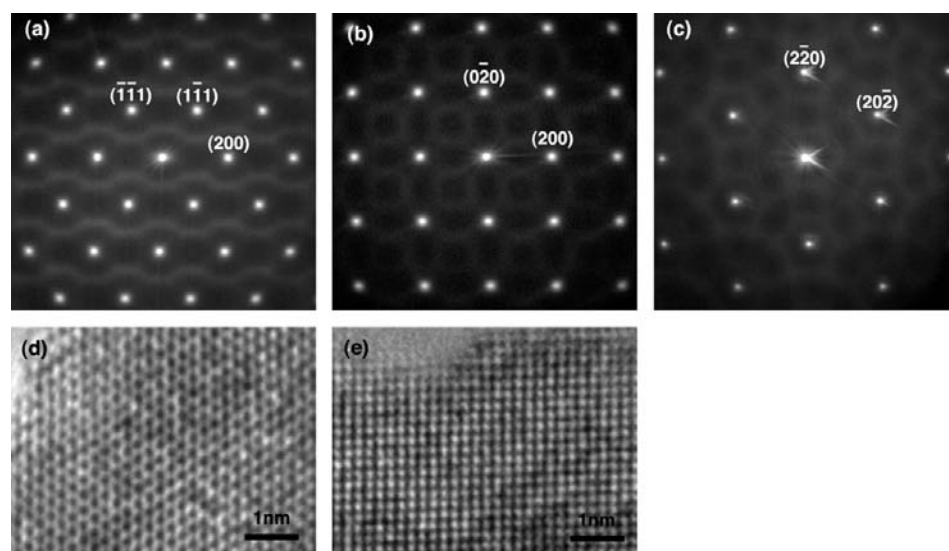 (a)
(1̄1̄1) (11̄1)
(200)
(b)
(02̄0)
(200)
(c)
(22̄0)
(202̄)
(d)
1nm
(e)
1nm